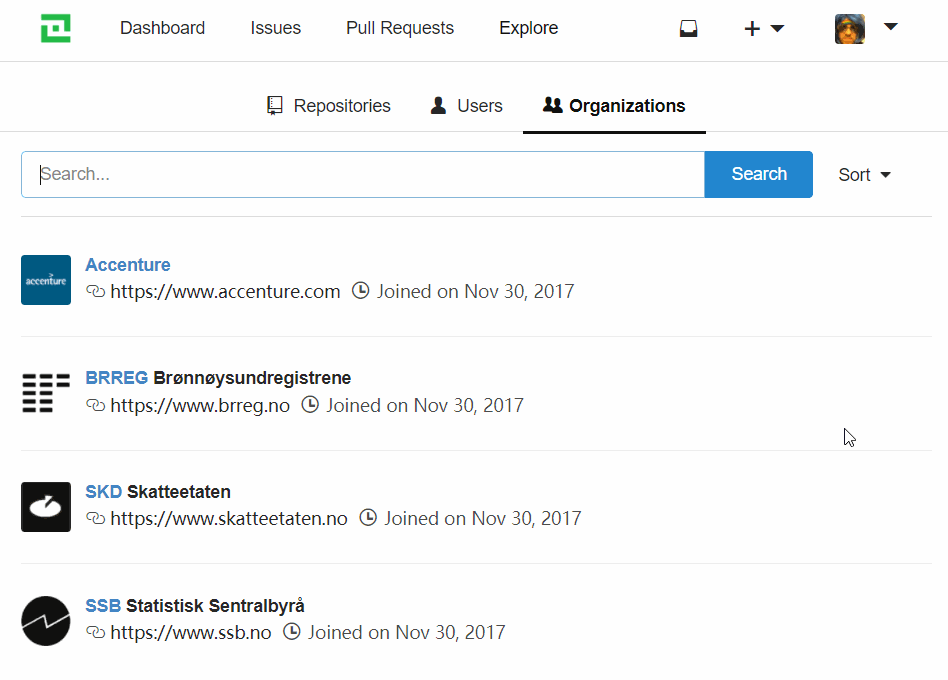 Dashboard Issues Pull Requests Explore
Repositories Users Organizations
Search... Search Sort
accenture
Accenture
https://www.accenture.com Joined on Nov 30, 2017
BRREG Brønnøysundregistrene
https://www.brreg.no Joined on Nov 30, 2017
SKD Skatteetaten
https://www.skatteetaten.no Joined on Nov 30, 2017
SSB Statistisk Sentralbyrå
https://www.ssb.no Joined on Nov 30, 2017